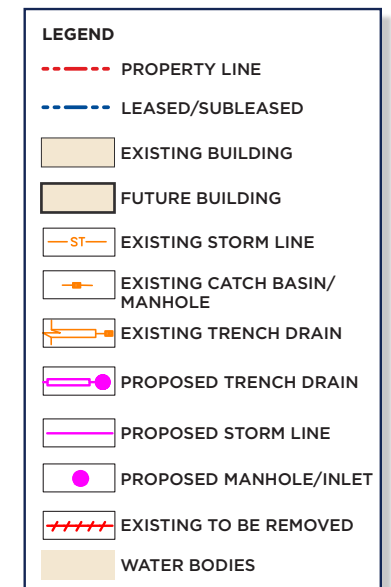 LEGEND
PROPERTY LINE
LEASED/SUBLEASED
EXISTING BUILDING
FUTURE BUILDING
ST
EXISTING STORM LINE
EXISTING CATCH BASIN/
MANHOLE
EXISTING TRENCH DRAIN
PROPOSED TRENCH DRAIN
PROPOSED STORM LINE
PROPOSED MANHOLE/INLET
EXISTING TO BE REMOVED
WATER BODIES